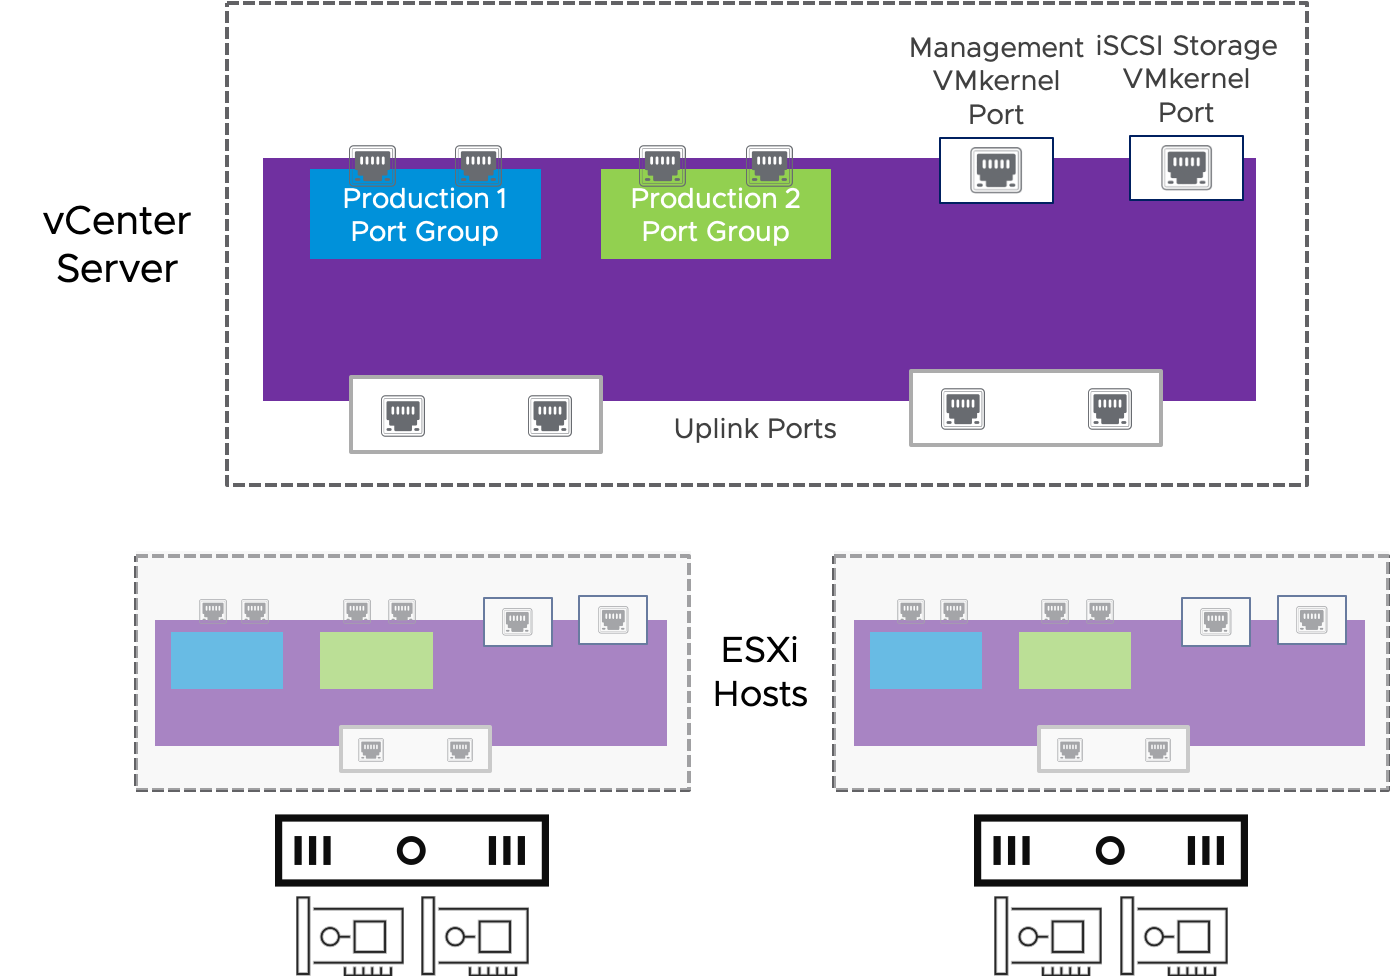 Management
VMkernel
Port
iSCSI Storage
VMkernel
Port
vCenter
Server
Production 1
Port Group
Production 2
Port Group
Uplink Ports
ESXi
Hosts